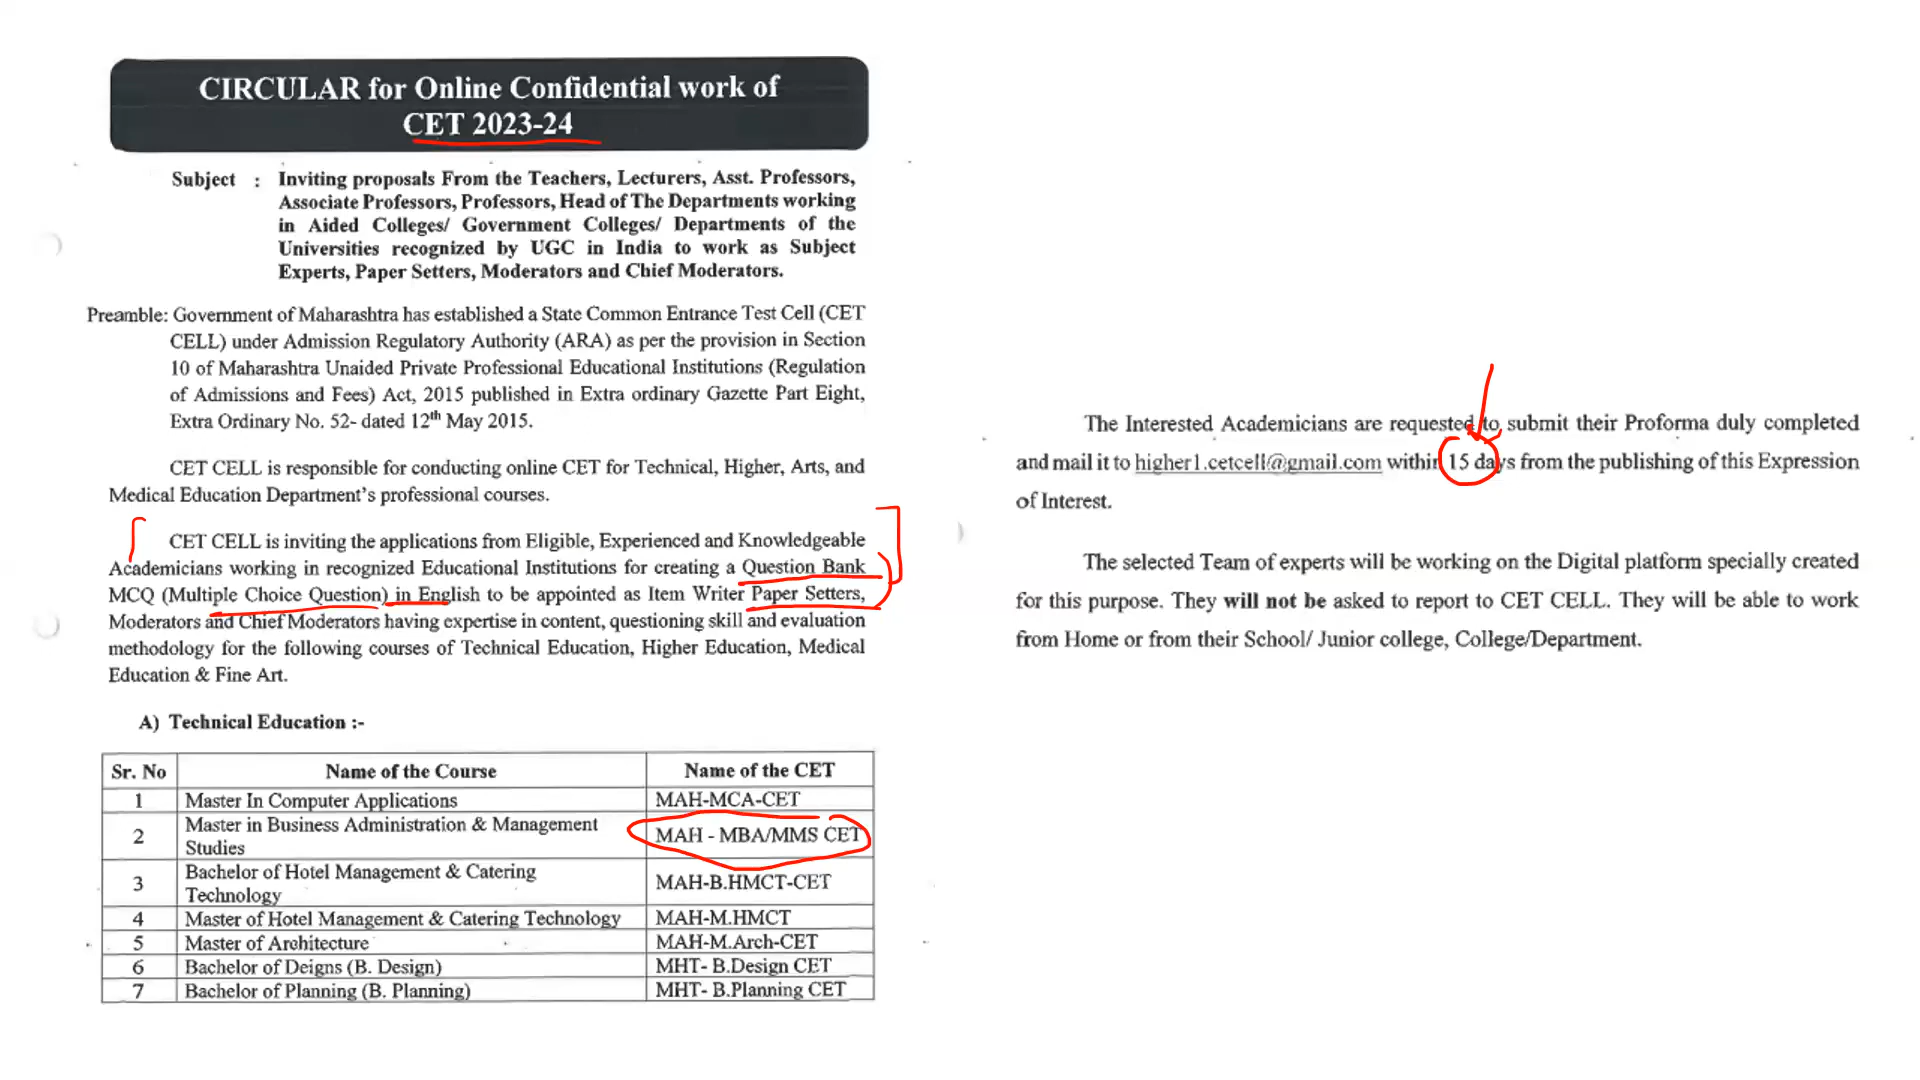 CIRCULAR for Online Confidential work of
CET 2023-24
Subject : Inviting proposals From the Teachers, Lecturers, Asst. Professors,
Associate Professors, Professors, Head of The Departments working
in Aided Colleges/ Government Colleges/ Departments of the
Universities recognized by UGC in India to work as Subject
Experts, Paper Setters, Moderators and Chief Moderators.
Preamble: Government of Maharashtra has established a State Common Entrance Test Cell (CET
CELL) under Admission Regulatory Authority (ARA) as per the provision in Section
10 of Maharashtra Unaided Private Professional Educational Institutions (Regulation
of Admissions and Fees) Act, 2015 published in Extra ordinary Gazette Part Eight,
Extra Ordinary No. 52- dated 12th May 2015.
CET CELL is responsible for conducting online CET for Technical, Higher, Arts, and
Medical Education Department's professional courses.
CET CELL is inviting the applications from Eligible, Experienced and Knowledgeable
Academicians working in recognized Educational Institutions for creating a Question Bank
MCQ (Multiple Choice Question) in English to be appointed as Item Writer Paper Setters,
Moderators and Chief Moderators having expertise in content, questioning skill and evaluation
methodology for the following courses of Technical Education, Higher Education, Medical
Education & Fine Art.
A) Technical Education :-
Sr. No Name of the Course Name of the CET
1 Master In Computer Applications MAH-MCA-CET
2 Master in Business Administration & Management Studies MAH - MBA/MMS CET
3 Bachelor of Hotel Management & Catering Technology MAH-B.HMCT-CET
4 Master of Hotel Management & Catering Technology MAH-M.HMCT
5 Master of Architecture MAH-M.Arch-CET
6 Bachelor of Deigns (B. Design) MHT- B.Design CET
7 Bachelor of Planning (B. Planning) MHT- B.Planning CET
The Interested Academicians are requested to submit their Proforma duly completed
and mail it to higher1.cetcell@gmail.com within 15 days from the publishing of this Expression
of Interest.
The selected Team of experts will be working on the Digital platform specially created
for this purpose. They will not be asked to report to CET CELL. They will be able to work
from Home or from their School/ Junior college, College/Department.